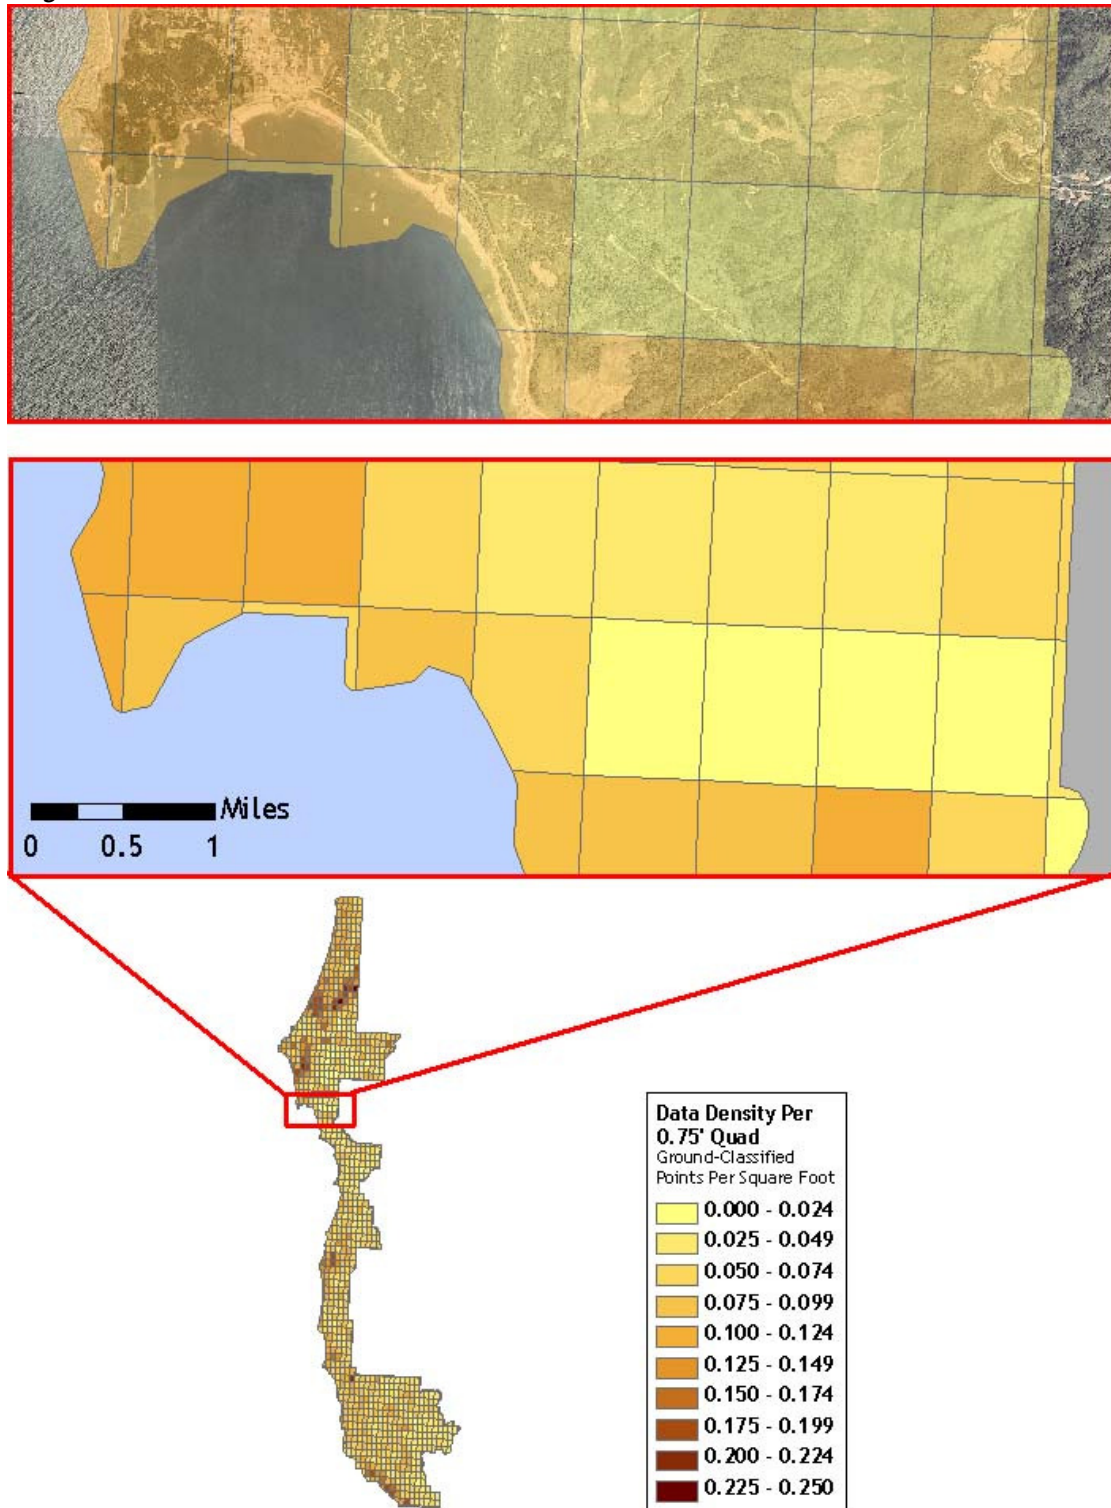 Miles
0 0.5 1
Data Density Per
0.75' Quad
Ground-Classified
Points Per Square Foot
0.000 - 0.024
0.025 - 0.049
0.050 - 0.074
0.075 - 0.099
0.100 - 0.124
0.125 - 0.149
0.150 - 0.174
0.175 - 0.199
0.200 - 0.224
0.225 - 0.250